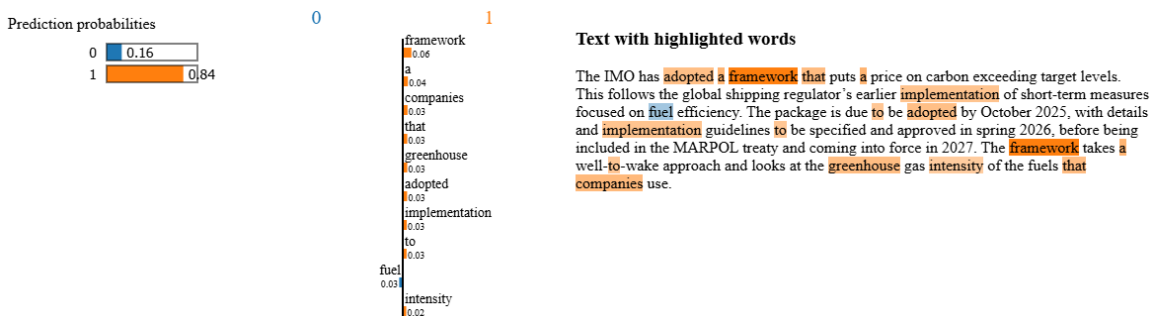 Prediction probabilities
0 0.16
1 0.84
0 1
framework
0.06
a
0.04
companies
0.03
that
0.03
greenhouse
0.03
adopted
0.03
implementation
0.03
to
0.03
fuel
0.03
intensity
0.02
Text with highlighted words
The IMO has adopted a framework that puts a price on carbon exceeding target levels.
This follows the global shipping regulator’s earlier implementation of short-term measures
focused on fuel efficiency. The package is due to be adopted by October 2025, with details
and implementation guidelines to be specified and approved in spring 2026, before being
included in the MARPOL treaty and coming into force in 2027. The framework takes a
well-to-wake approach and looks at the greenhouse gas intensity of the fuels that
companies use.